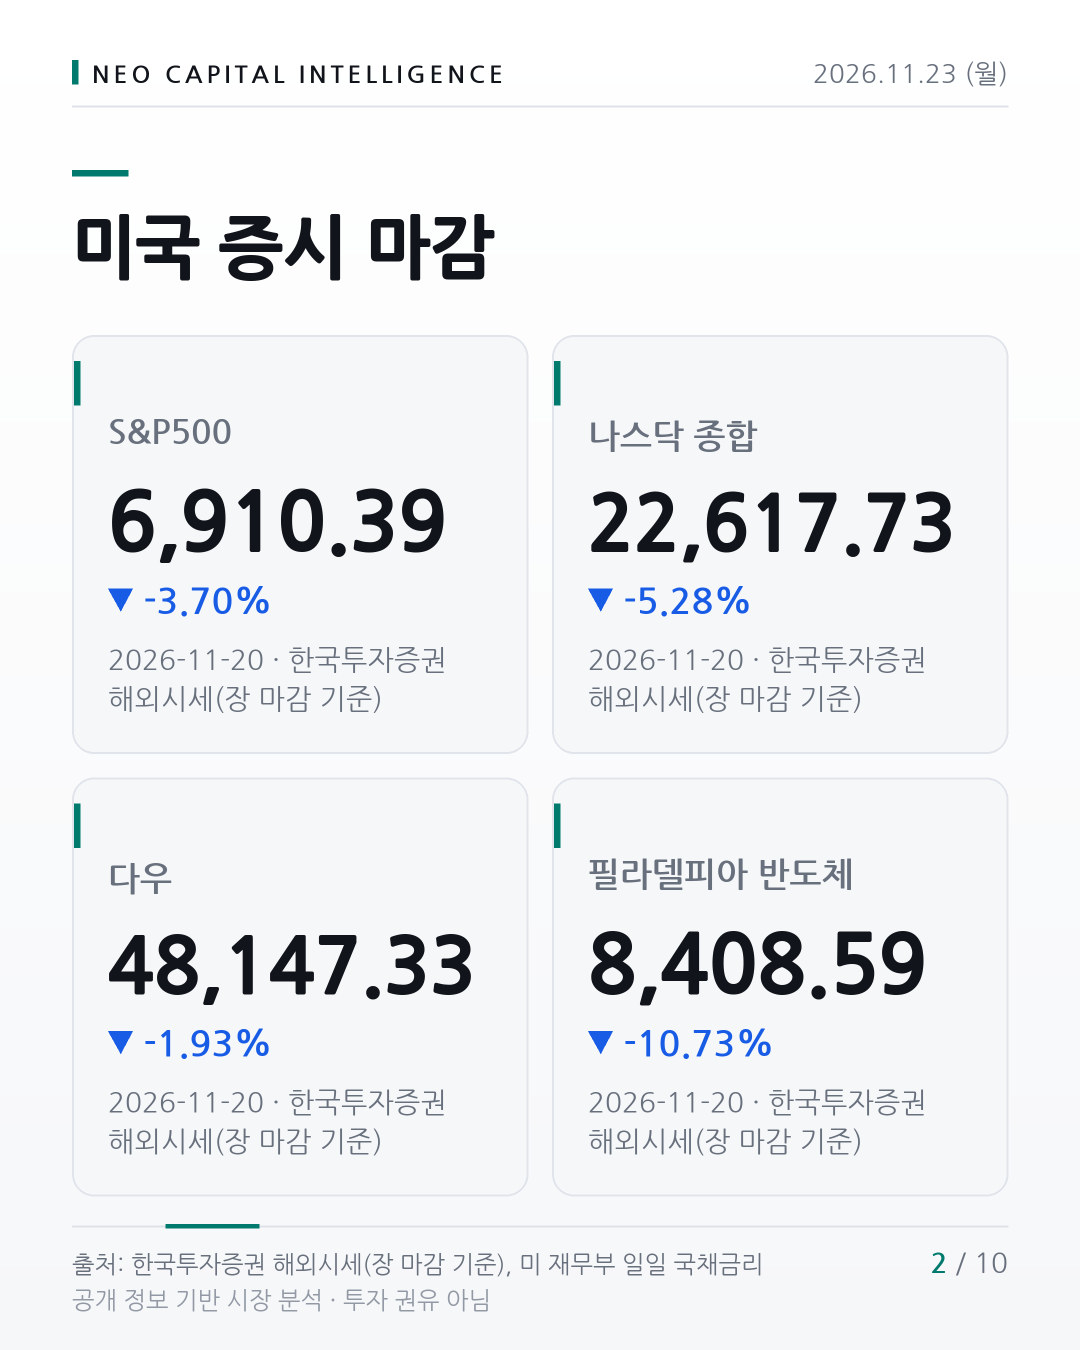 NEO CAPITAL INTELLIGENCE
2026.11.23 (월)
미국 증시 마감
S&P500
6,910.39
▼ -3.70%
2026-11-20 · 한국투자증권
해외시세(장 마감 기준)
나스닥 종합
22,617.73
▼ -5.28%
2026-11-20 · 한국투자증권
해외시세(장 마감 기준)
다우
48,147.33
▼ -1.93%
2026-11-20 · 한국투자증권
해외시세(장 마감 기준)
필라델피아 반도체
8,408.59
▼ -10.73%
2026-11-20 · 한국투자증권
해외시세(장 마감 기준)
출처: 한국투자증권 해외시세(장 마감 기준), 미 재무부 일일 국채금리
2 / 10
공개 정보 기반 시장 분석 · 투자 권유 아님